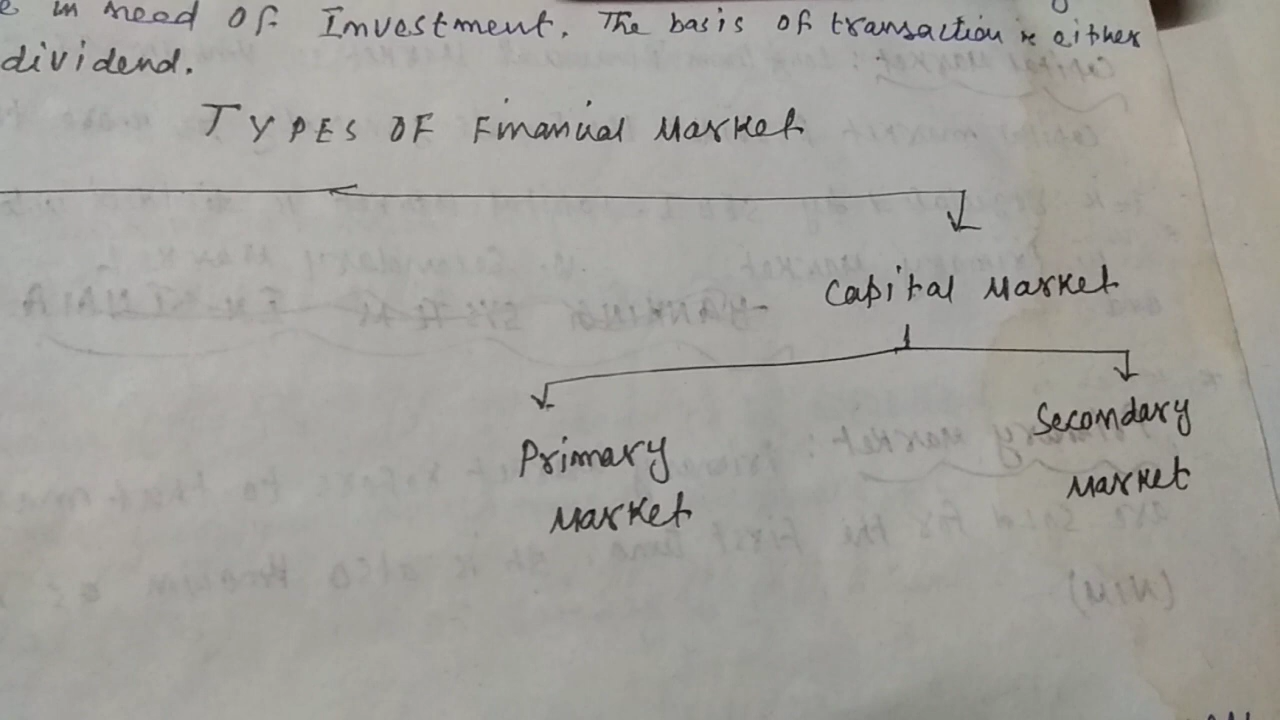 in need of Investment. The basis of transaction is either
dividend.
TYPES OF Financial Market
Capital Market
Primary
Market
Secondary
Market